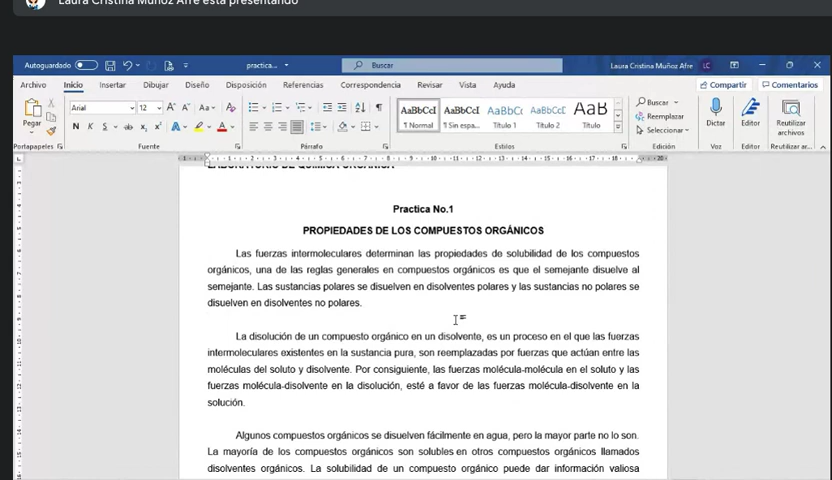 Laura Cristina Muñoz Afre está presentando
Autoguardado
practica...
Buscar
Laura Cristina Muñoz Afre
LC
Archivo Inicio Insertar Dibujar Diseño Disposición Referencias Correspondencia Revisar Vista Ayuda
Compartir
Comentarios
Pegar
Arial
12
N K S
AaBbCcI AaBbCcI AaBbCc AaBbCcI AaB
1 Normal 1 Sin espa... Título 1 Título 2 Título
Buscar
Reemplazar
Seleccionar
Dictar
Editor
Reutilizar
archivos
Portapapeles Fuente Párrafo Estilos Edición Voz Editor Reutilizar ar...
LABORATORIO DE QUÍMICA ORGÁNICA
Practica No.1
PROPIEDADES DE LOS COMPUESTOS ORGÁNICOS
Las fuerzas intermoleculares determinan las propiedades de solubilidad de los compuestos
orgánicos, una de las reglas generales en compuestos orgánicos es que el semejante disuelve al
semejante. Las sustancias polares se disuelven en disolventes polares y las sustancias no polares se
disuelven en disolventes no polares.
La disolución de un compuesto orgánico en un disolvente, es un proceso en el que las fuerzas
intermoleculares existentes en la sustancia pura, son reemplazadas por fuerzas que actúan entre las
moléculas del soluto y disolvente. Por consiguiente, las fuerzas molécula-molécula en el soluto y las
fuerzas molécula-disolvente en la disolución, esté a favor de las fuerzas molécula-disolvente en la
solución.
Algunos compuestos orgánicos se disuelven fácilmente en agua, pero la mayor parte no lo son.
La mayoría de los compuestos orgánicos son solubles en otros compuestos orgánicos llamados
disolventes orgánicos. La solubilidad de un compuesto orgánico puede dar información valiosa